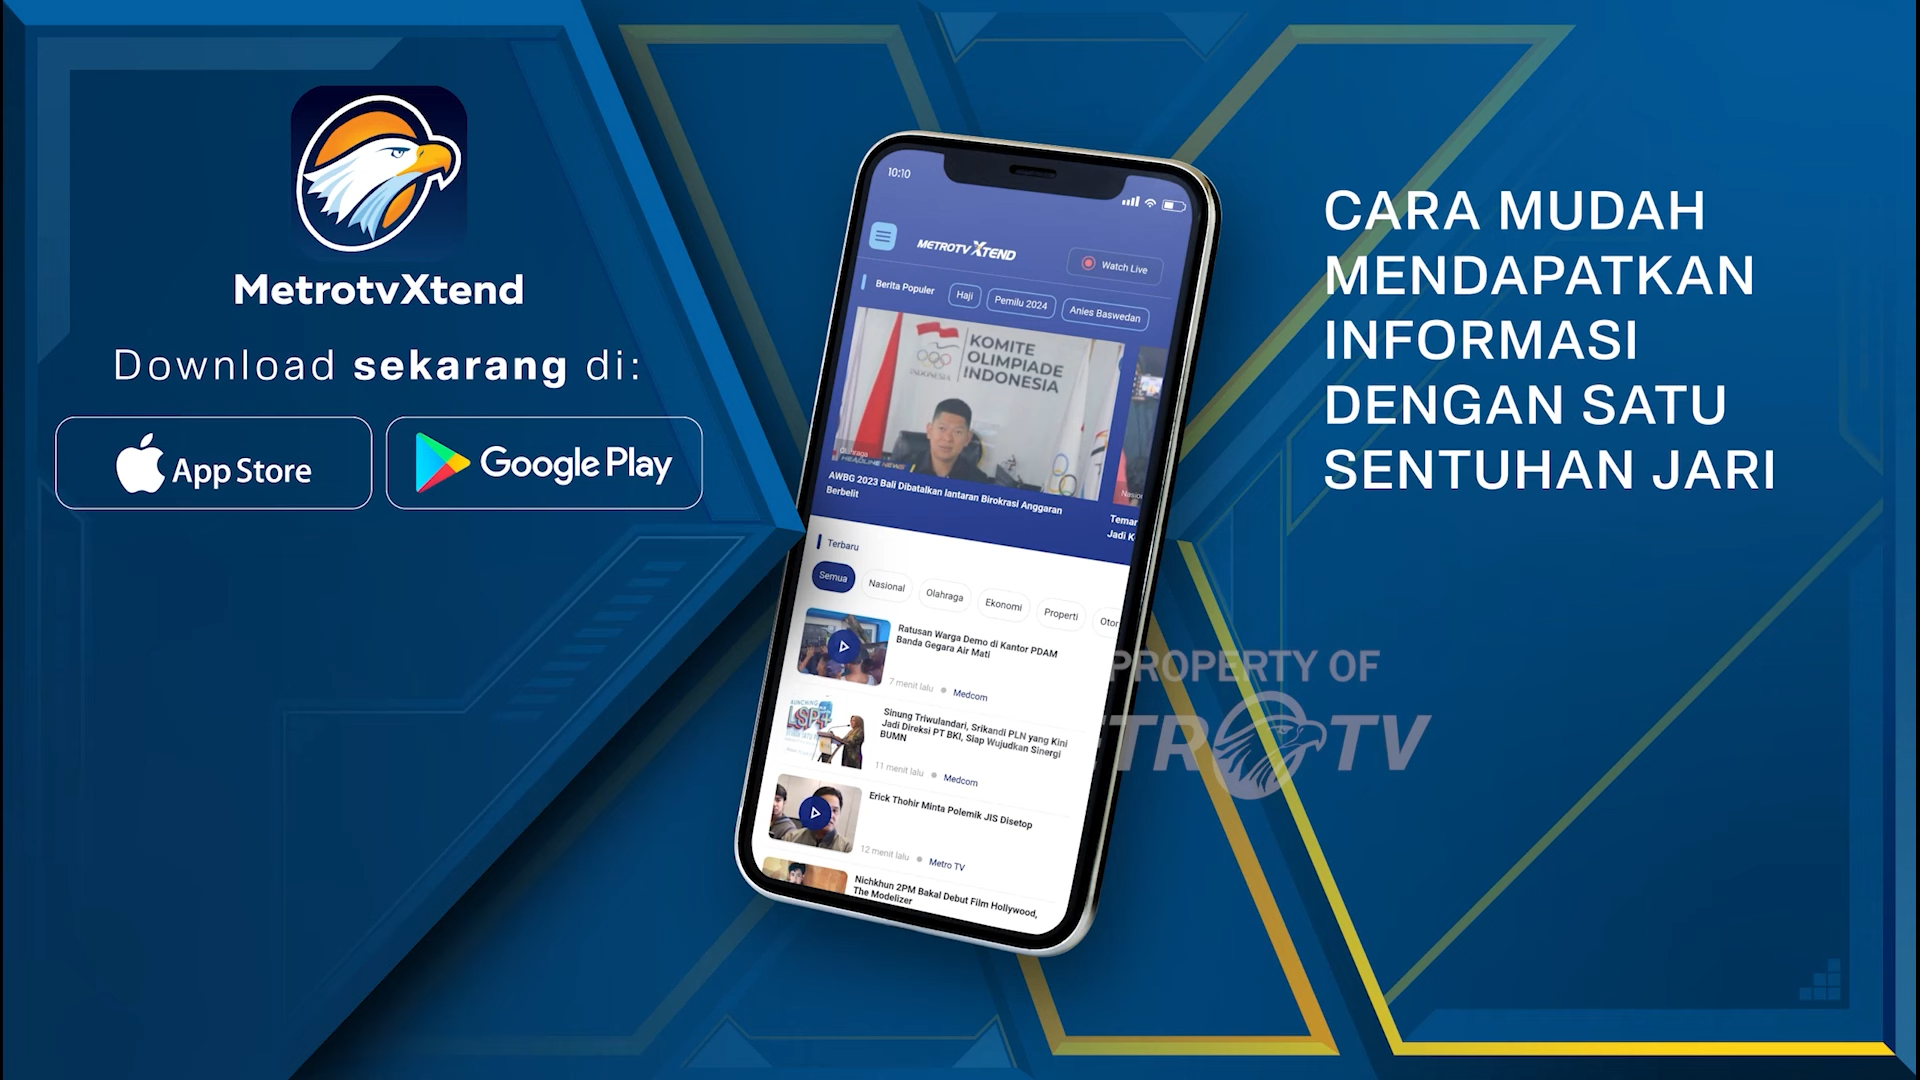 MetrotvXtend
Download sekarang di:
App Store
Google Play
10:10
METROTV XTEND
Watch Live
Berita Populer
Haji
Pemilu 2024
Anies Baswedan
KOMITE
OLIMPIADE
INDONESIA
INDONESIA
Olahraga
HEADLINE NEWS
AWBG 2023 Bali Dibatalkan lantaran Birokrasi Anggaran
Berbelit
Terbaru
Semua
Nasional
Olahraga
Ekonomi
Properti
Ratusan Warga Demo di Kantor PDAM
Banda Gegara Air Mati
7 menit lalu
Medcom
Sinung Triwulandari, Srikandi PLN yang Kini
Jadi Direksi PT BKI, Siap Wujudkan Sinergi
BUMN
11 menit lalu
Medcom
Erick Thohir Minta Polemik JIS Disetop
12 menit lalu
Metro TV
Nichkhun 2PM Bakal Debut Film Hollywood,
The Modelizer
CARA MUDAH
MENDAPATKAN
INFORMASI
DENGAN SATU
SENTUHAN JARI
PROPERTY OF
TV